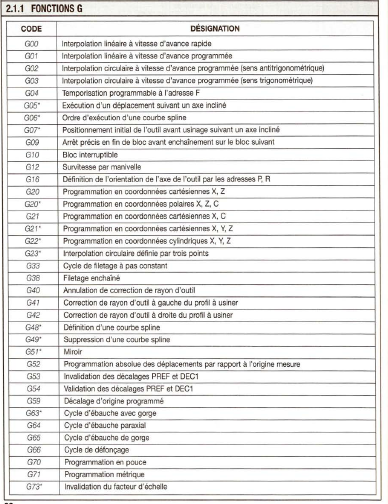 2.1.1 FONCTIONS G
CODE DÉSIGNATION
G00 Interpolation linéaire à vitesse d'avance rapide
G01 Interpolation linéaire à vitesse d'avance programmée
G02 Interpolation circulaire à vitesse d'avance programmée (sens antitrigonométrique)
G03 Interpolation circulaire à vitesse d'avance programmée (sens trigonométrique)
G04 Temporisation programmable à l'adresse F
G05* Exécution d'un déplacement suivant un axe incliné
G06* Ordre d'exécution d'une courbe spline
G07* Positionnement initial de l'outil avant usinage suivant un axe incliné
G09 Arrêt précis en fin de bloc avant enchaînement sur le bloc suivant
G10 Bloc interruptible
G12 Survitesse par manivelle
G16 Définition de l'orientation de l'axe de l'outil par les adresses P, R
G20 Programmation en coordonnées cartésiennes X, Z
G20* Programmation en coordonnées polaires X, Z, C
G21 Programmation en coordonnées cartésiennes X, C
G21* Programmation en coordonnées cartésiennes X, Y, Z
G22* Programmation en coordonnées cylindriques X, Y, Z
G23* Interpolation circulaire définie par trois points
G33 Cycle de filetage à pas constant
G38 Filetage enchaîné
G40 Annulation de correction de rayon d'outil
G41 Correction de rayon d'outil à gauche du profil à usiner
G42 Correction de rayon d'outil à droite du profil à usiner
G48* Définition d'une courbe spline
G49* Suppression d'une courbe spline
G51* Miroir
G52 Programmation absolue des déplacements par rapport à l'origine mesure
G53 Invalidation des décalages PREF et DEC1
G54 Validation des décalages PREF et DEC1
G59 Décalage d'origine programmé
G63* Cycle d'ébauche avec gorge
G64 Cycle d'ébauche paraxial
G65 Cycle d'ébauche de gorge
G66 Cycle de défonçage
G70 Programmation en pouce
G71 Programmation métrique
G73* Invalidation du facteur d'échelle